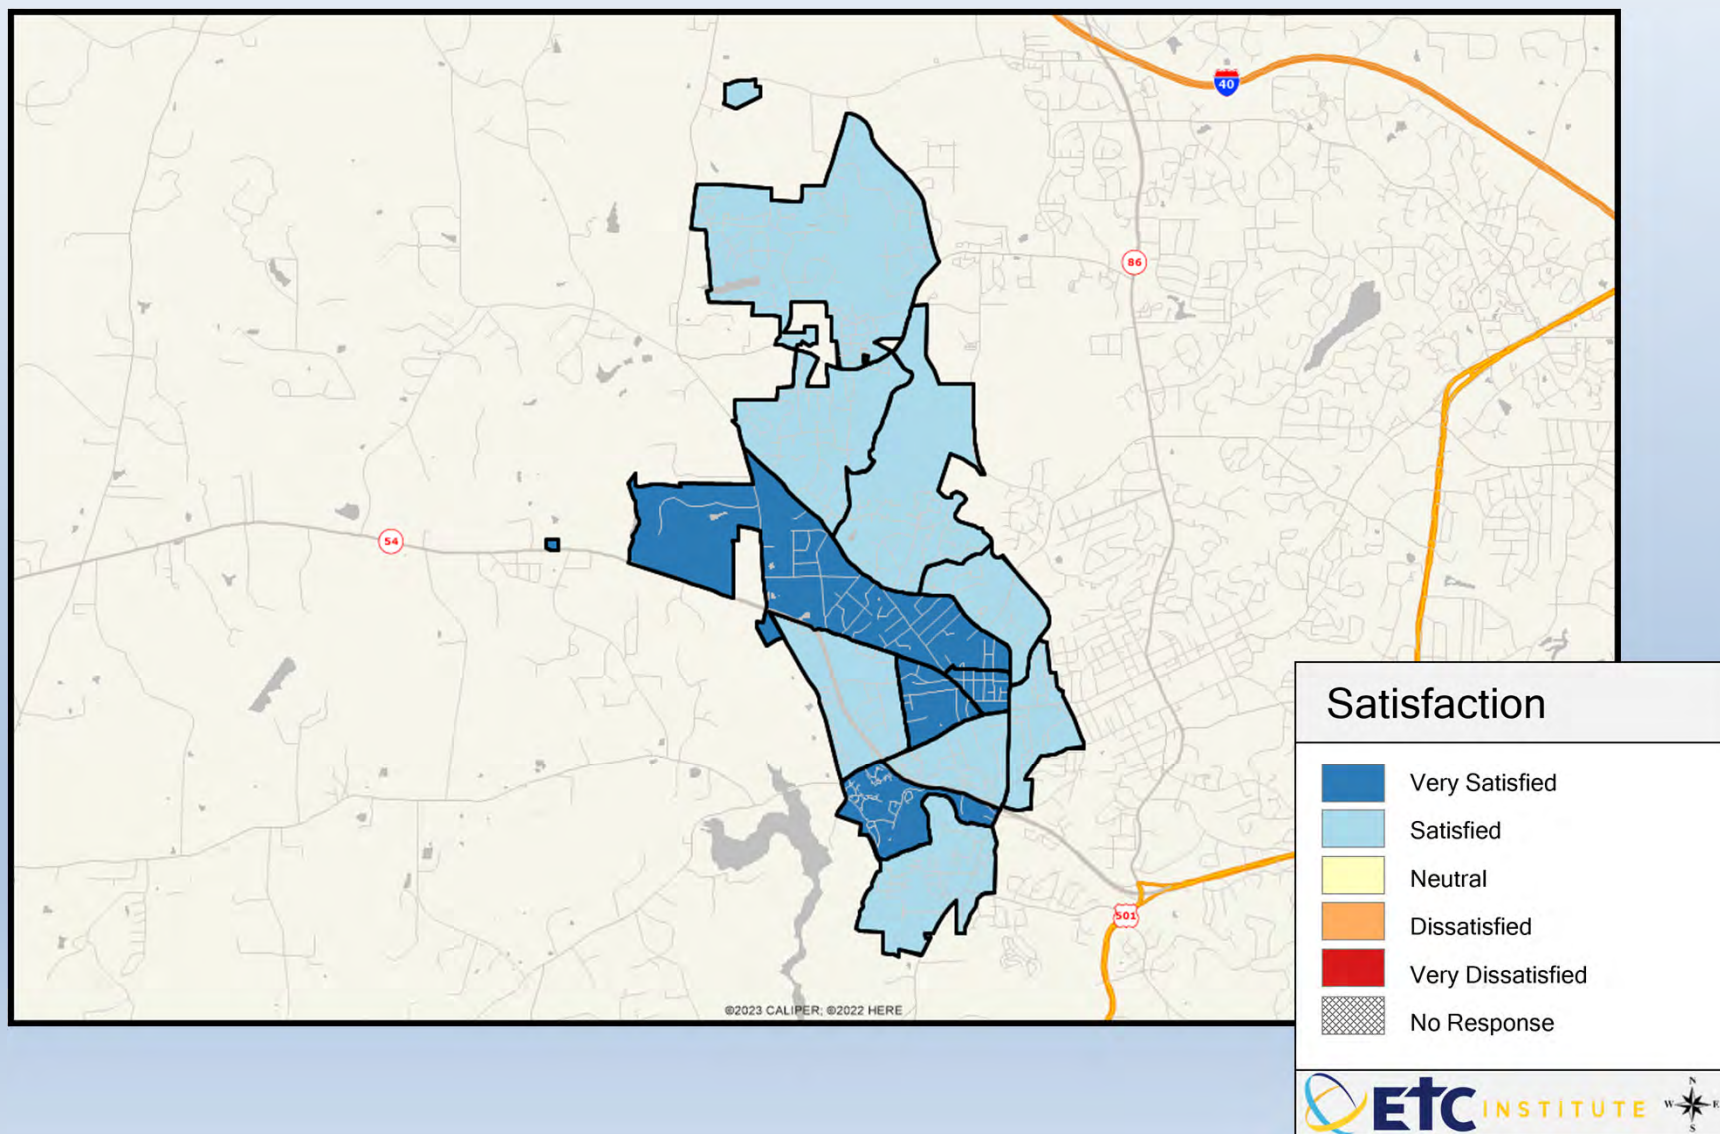 40
86
54
501
©2023 CALIPER; ©2022 HERE
Satisfaction
Very Satisfied
Satisfied
Neutral
Dissatisfied
Very Dissatisfied
No Response
ETC INSTITUTE
N
W E
S